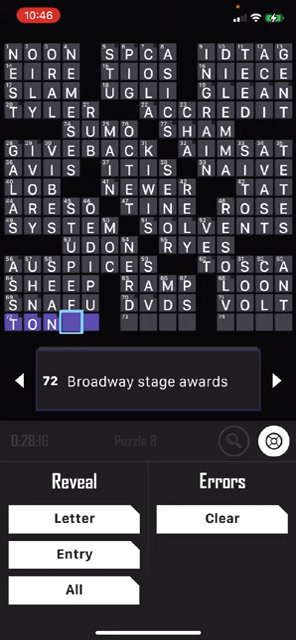 10:46
NOON SPCA IDTAG
EIRE TIOS NIECE
SLAM UGLI GLEAN
TYLER ACCREDIT
SUMO SHAM
GIVEBACK AIMSAT
AVIS ITIS NAIVE
LOB NEWER TAT
ARESO TINE ROSE
SYSTEM SOLVENTS
UDON RYES
AUSPICES TOSCA
SHEEP RAMP LOON
SNAFU DVDS VOLT
TON
72 Broadway stage awards
0:28:16 Puzzle 8
Reveal Errors
Letter Clear
Entry
All